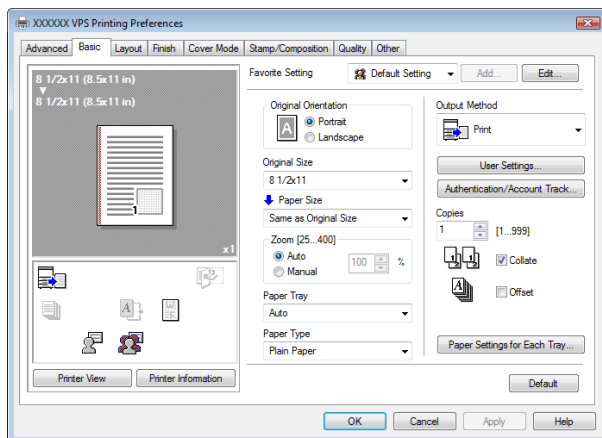 XXXXXX VPS Printing Preferences
Advanced Basic Layout Finish Cover Mode Stamp/Composition Quality Other
8 1/2x11 (8.5x11 in)
8 1/2x11 (8.5x11 in)
1
x1
Printer View Printer Information
Favorite Setting Default Setting Add... Edit...
Original Orientation
A Portrait
Landscape
Original Size
8 1/2x11
Paper Size
Same as Original Size
Zoom [25...400]
Auto
Manual
100 %
Paper Tray
Auto
Paper Type
Plain Paper
Output Method
Print
User Settings...
Authentication/Account Track...
Copies
1 [1...999]
Collate
Offset
Paper Settings for Each Tray...
Default
OK Cancel Apply Help